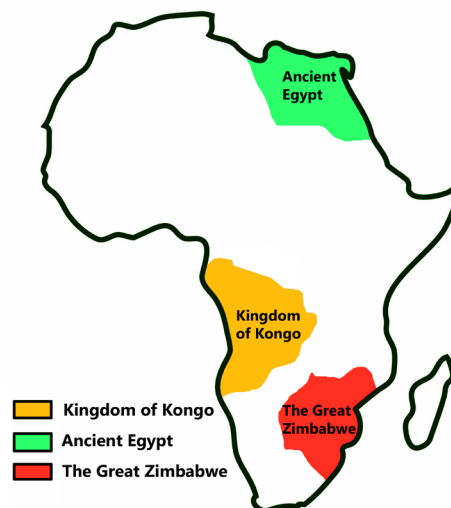 Ancient
Egypt
Kingdom
of Kongo
The Great
Zimbabwe
Kingdom of Kongo
Ancient Egypt
The Great Zimbabwe